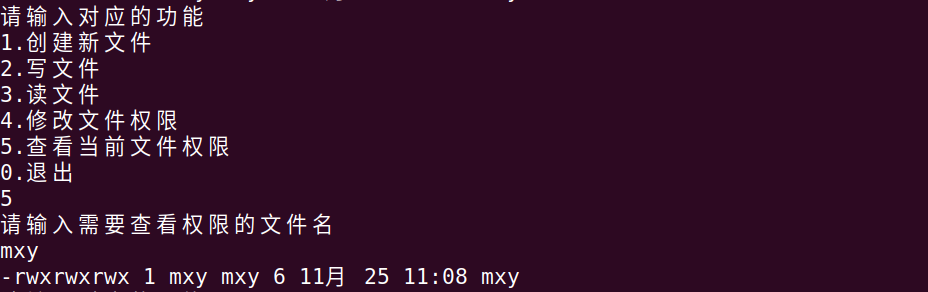 请输入对应的功能
1.创建新文件
2.写文件
3.读文件
4.修改文件权限
5.查看当前文件权限
0.退出
5
请输入需要查看权限的文件名
mxy
-rwxrwxrwx 1 mxy mxy 6 11月 25 11:08 mxy